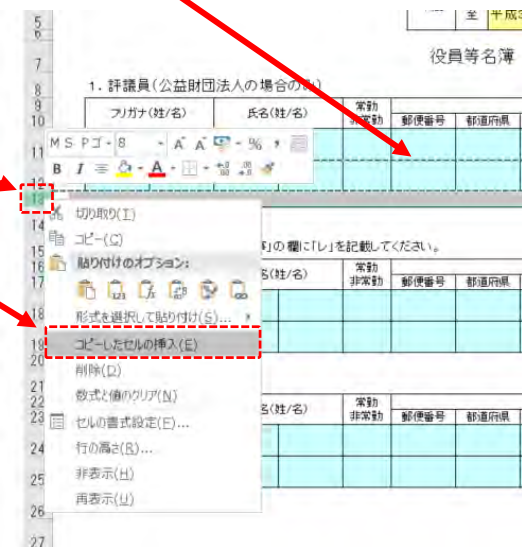 5
6
至 平成
7
役員等名簿
8
1．評議員（公益財団法人の場合のみ）
9
10
フリガナ(姓/名) 氏名(姓/名) 常勤 非常勤 郵便番号 都道府県
MS Pゴ 8 A A % ,
11
B I A
12
13
切り取り(T)
14
コピー(C)
15
の欄に「レ」を記載してください。
貼り付けのオプション:
16
17
(姓/名) 常勤 非常勤 郵便番号 都道府県
18
形式を選択して貼り付け(S)...
19
コピーしたセルの挿入(E)
20
削除(D)
21
数式と値のクリア(N)
22
23
(姓/名) 常勤 非常勤 郵便番号 都道府県
セルの書式設定(F)...
24
行の高さ(R)...
25
非表示(H)
再表示(U)
26
27